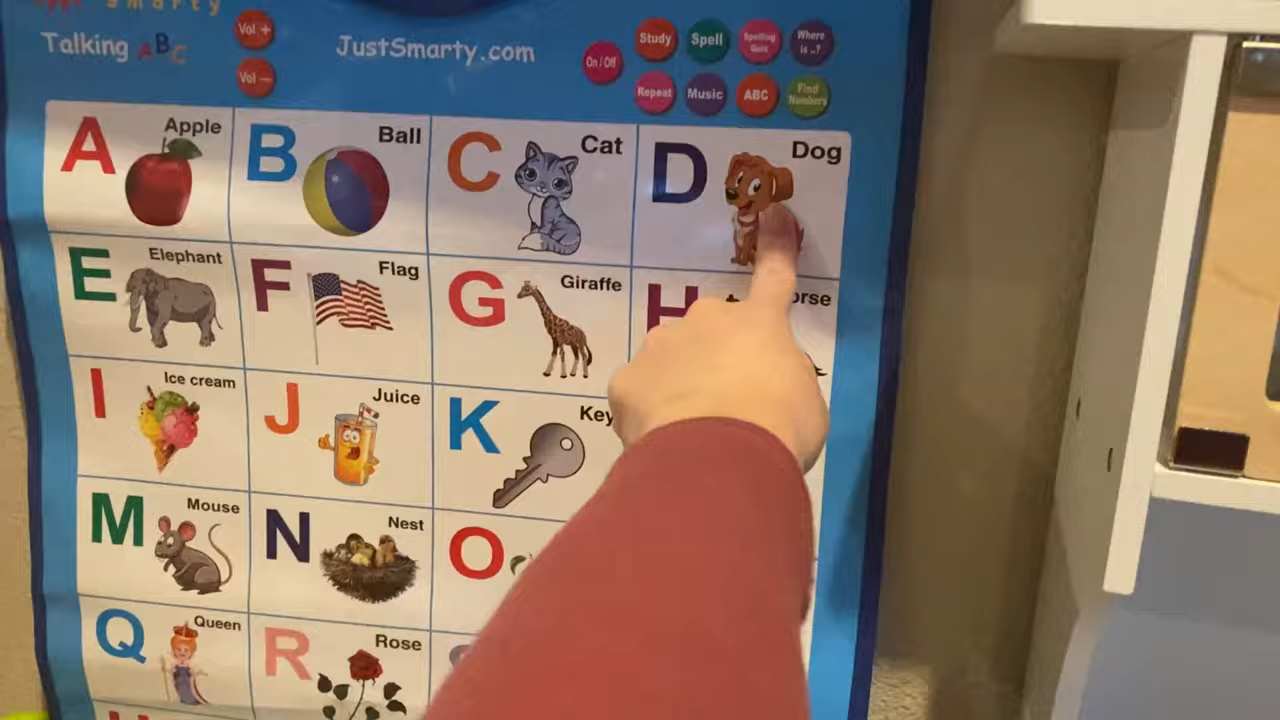 smarty
Talking ABC
Vol +
Vol –
JustSmarty.com
On / Off
Study
Spell
Spelling Quiz
Where is ..?
Repeat
Music
ABC
Find Numbers
A Apple
B Ball
C Cat
D Dog
E Elephant
F Flag
G Giraffe
H orse
I Ice cream
J Juice
K Key
M Mouse
N Nest
O
Q Queen
R Rose